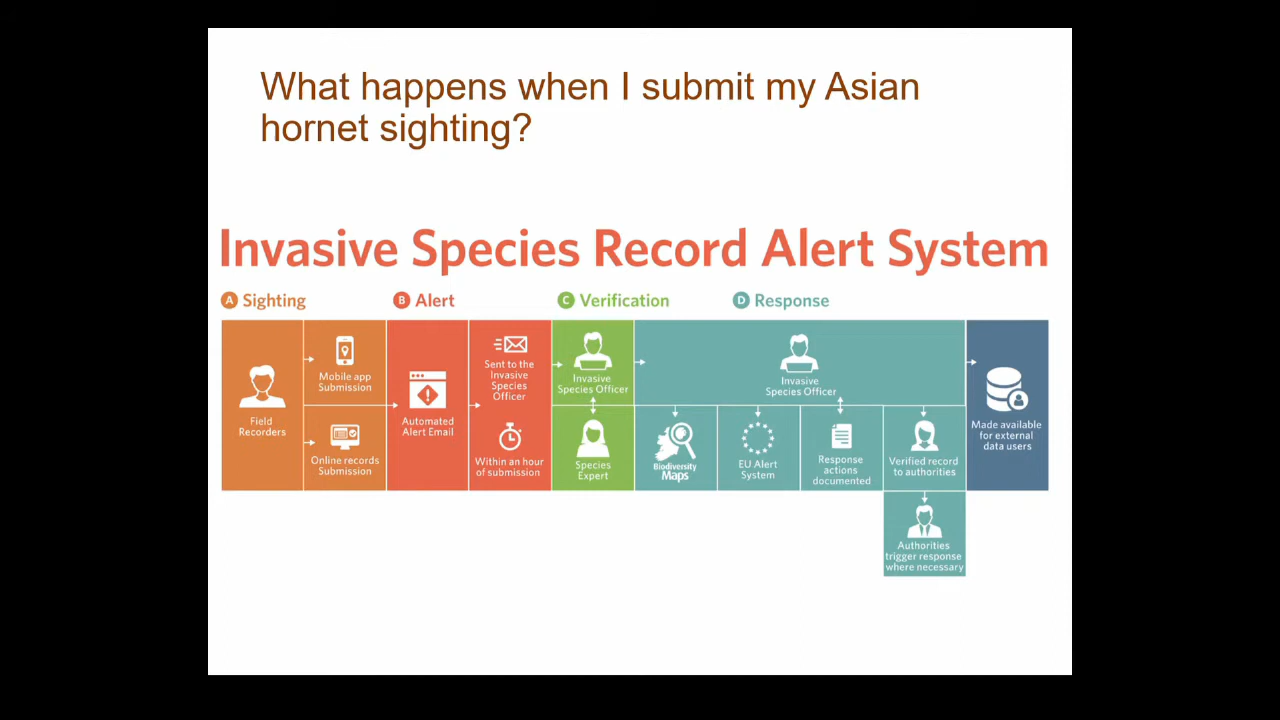 What happens when I submit my Asian
hornet sighting?
Invasive Species Record Alert System
A Sighting
B Alert
C Verification
D Response
Field
Recorders
Mobile app
Submission
Online records
Submission
Automated
Alert Email
Sent to the
Invasive
Species
Officer
Within an hour
of submission
Invasive
Species Officer
Species
Expert
Invasive
Species Officer
Biodiversity
Maps
EU Alert
System
Response
actions
documented
Verified record
to authorities
Authorities
trigger response
where necessary
Made available
for external
data users